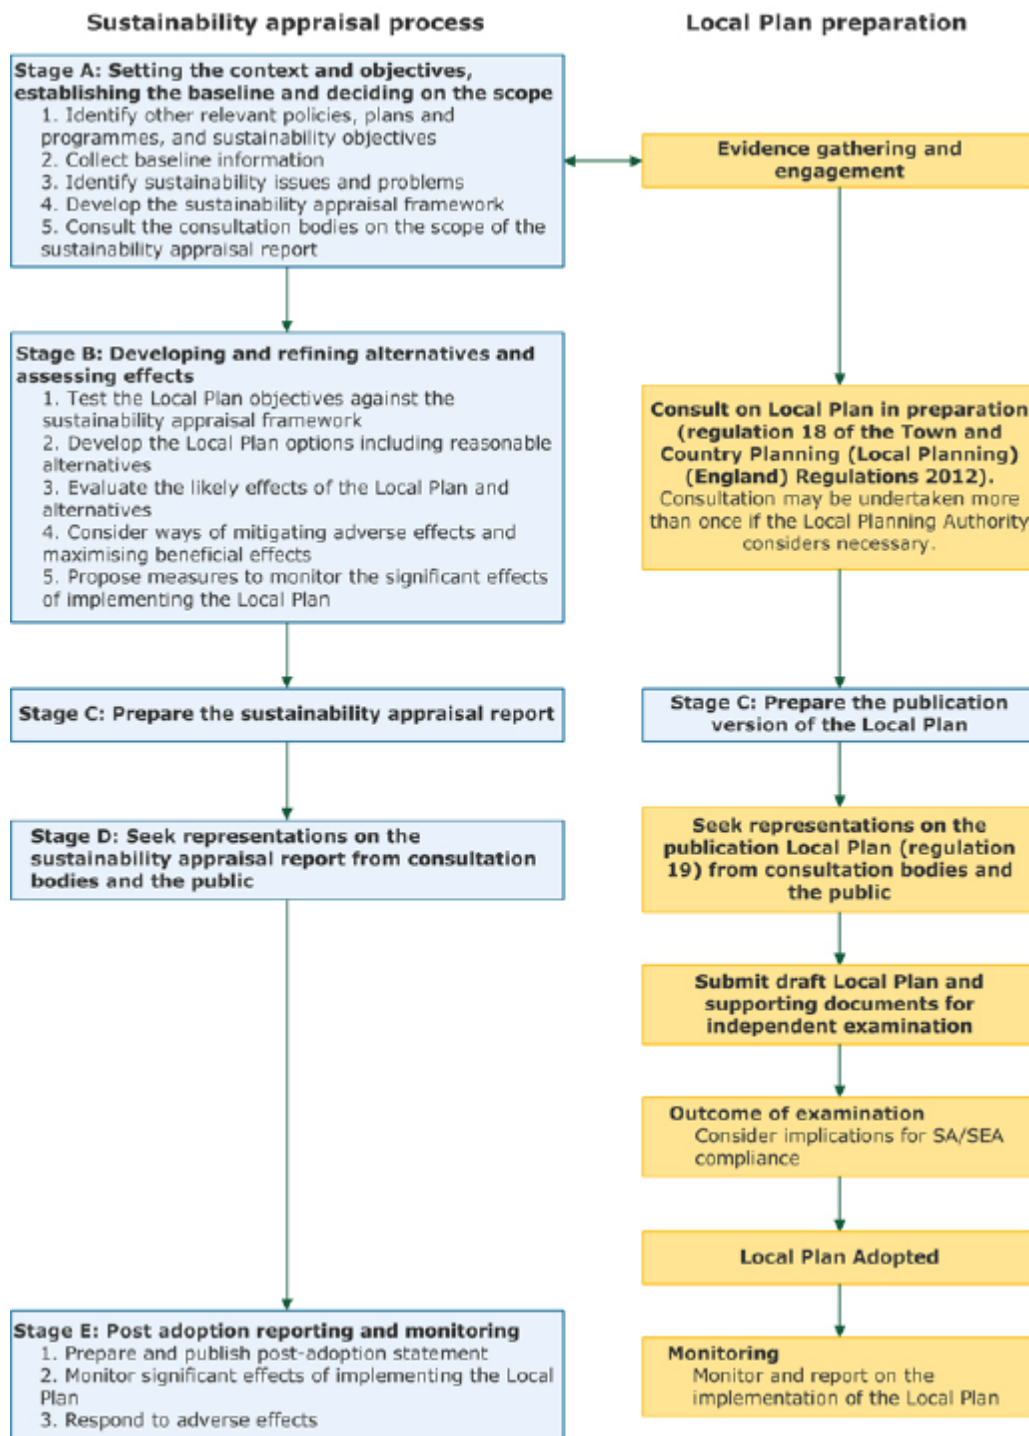 Sustainability appraisal process
Local Plan preparation
Stage A: Setting the context and objectives,
establishing the baseline and deciding on the scope
1. Identify other relevant policies, plans and
programmes, and sustainability objectives
2. Collect baseline information
3. Identify sustainability issues and problems
4. Develop the sustainability appraisal framework
5. Consult the consultation bodies on the scope of the
sustainability appraisal report
Evidence gathering and
engagement
Stage B: Developing and refining alternatives and
assessing effects
1. Test the Local Plan objectives against the
sustainability appraisal framework
2. Develop the Local Plan options including reasonable
alternatives
3. Evaluate the likely effects of the Local Plan and
alternatives
4. Consider ways of mitigating adverse effects and
maximising beneficial effects
5. Propose measures to monitor the significant effects
of implementing the Local Plan
Consult on Local Plan in preparation
(regulation 18 of the Town and
Country Planning (Local Planning)
(England) Regulations 2012).
Consultation may be undertaken more
than once if the Local Planning Authority
considers necessary.
Stage C: Prepare the sustainability appraisal report
Stage C: Prepare the publication
version of the Local Plan
Stage D: Seek representations on the
sustainability appraisal report from consultation
bodies and the public
Seek representations on the
publication Local Plan (regulation
19) from consultation bodies and
the public
Submit draft Local Plan and
supporting documents for
independent examination
Outcome of examination
Consider implications for SA/SEA
compliance
Local Plan Adopted
Stage E: Post adoption reporting and monitoring
1. Prepare and publish post-adoption statement
2. Monitor significant effects of implementing the Local
Plan
3. Respond to adverse effects
Monitoring
Monitor and report on the
implementation of the Local Plan